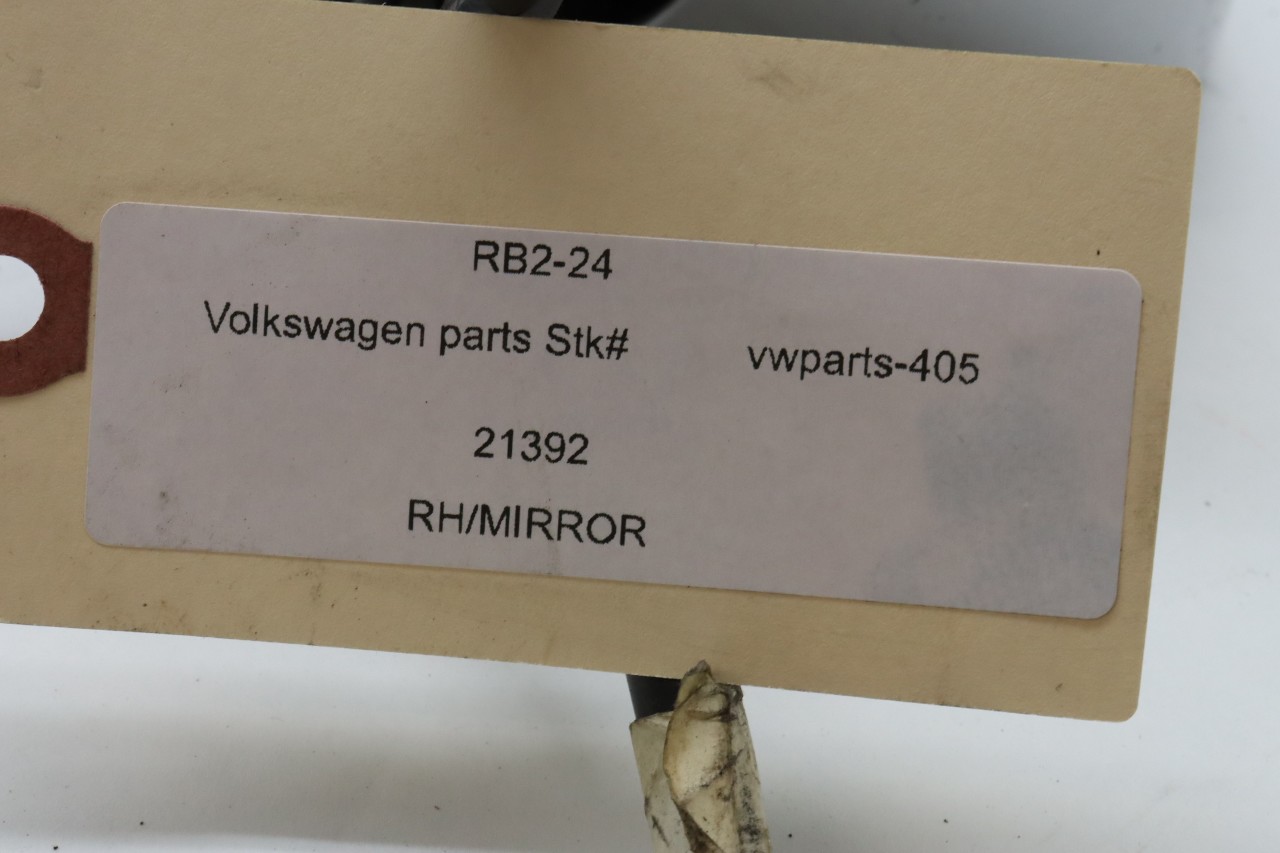 RB2-24
Volkswagen parts Stk# vwparts-405
21392
RH/MIRROR